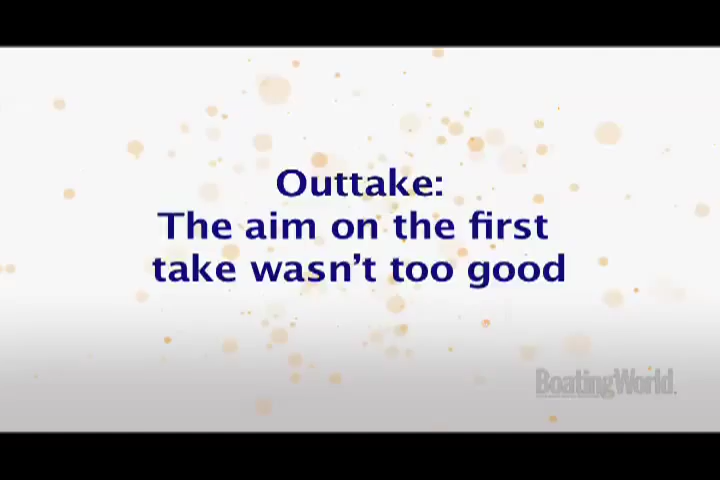 Outtake:
The aim on the first
take wasn't too good
BoatingWorld